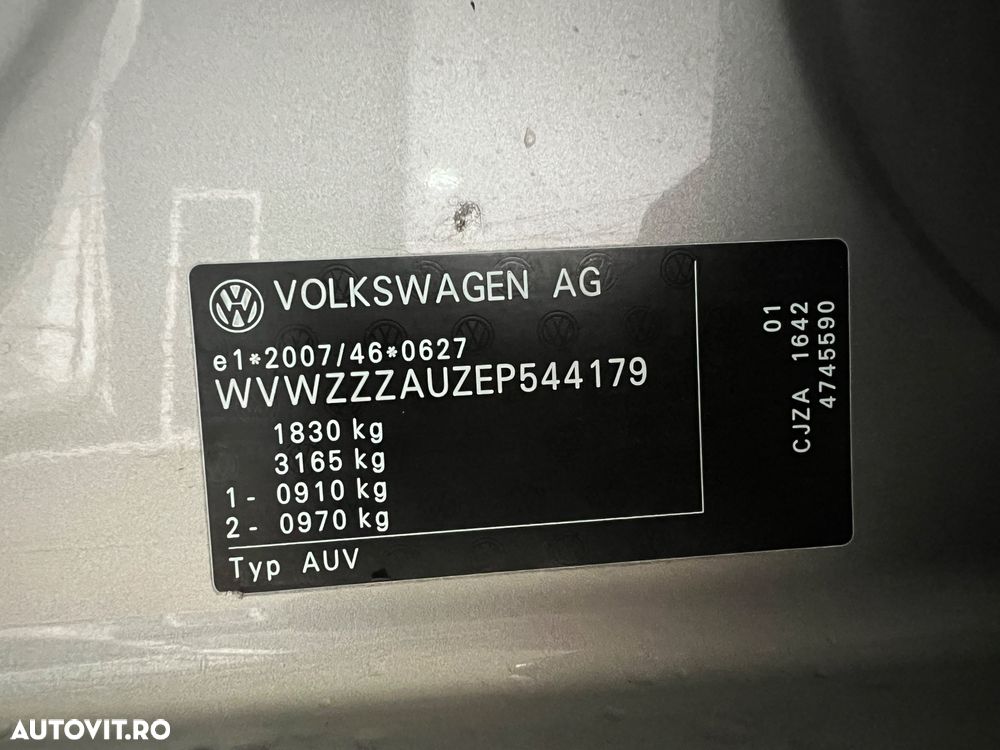 VOLKSWAGEN AG
e1*2007/46*0627
WVWZZZAUZEP544179
1830 kg
3165 kg
1- 0910 kg
2- 0970 kg
Typ AUV
01
CJZA 1642
4745590
AUTOVIT.RO